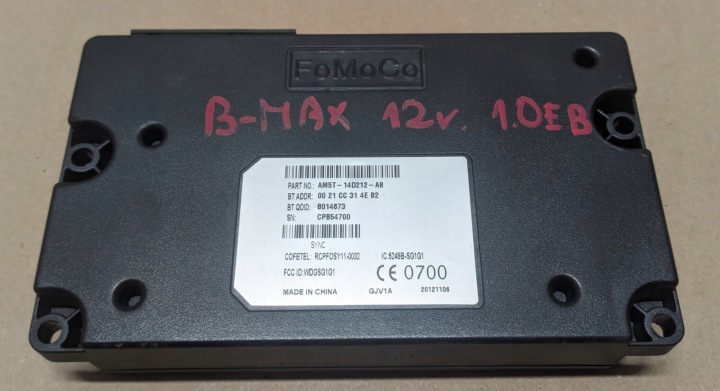 FoMoCo
B-MAX 12v. 1.0EB
PART NO.: AM5T-14D212-AB
BT ADDR: 00 21 CC 31 4E B2
BT QDID: B014673
SN: CPB54700
SYNC
COFETEL: RCPFOSY11-0032 IC:5248B-SG1G1
FCC ID:WDGSG1G1 CE 0700
MADE IN CHINA GJV1A 20121106